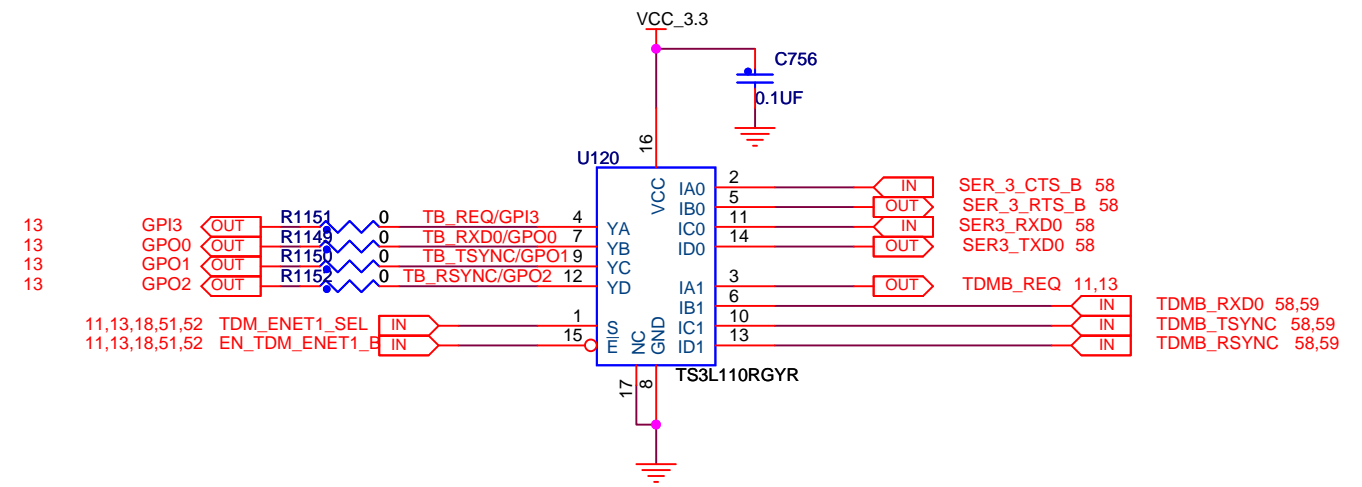 VCC_3.3
C756
0.1UF
16
U120
VCC
IA0 2 IN SER_3_CTS_B 58
IB0 5 OUT SER_3_RTS_B 58
IC0 11 IN SER3_RXD0 58
ID0 14 OUT SER3_TXD0 58
13 GPI3 OUT R1151 0 TB_REQ/GPI3 4 YA
13 GPO0 OUT R1149 0 TB_RXD0/GPO0 7 YB
13 GPO1 OUT R1150 0 TB_TSYNC/GPO1 9 YC
13 GPO2 OUT R1152 0 TB_RSYNC/GPO2 12 YD
IA1 3 OUT TDMB_REQ 11,13
IB1 6 IN TDMB_RXD0 58,59
IC1 10 IN TDMB_TSYNC 58,59
ID1 13 IN TDMB_RSYNC 58,59
11,13,18,51,52 TDM_ENET1_SEL IN 1 S
11,13,18,51,52 EN_TDM_ENET1_B IN 15 E
NC GND
TS3L110RGYR
17 8